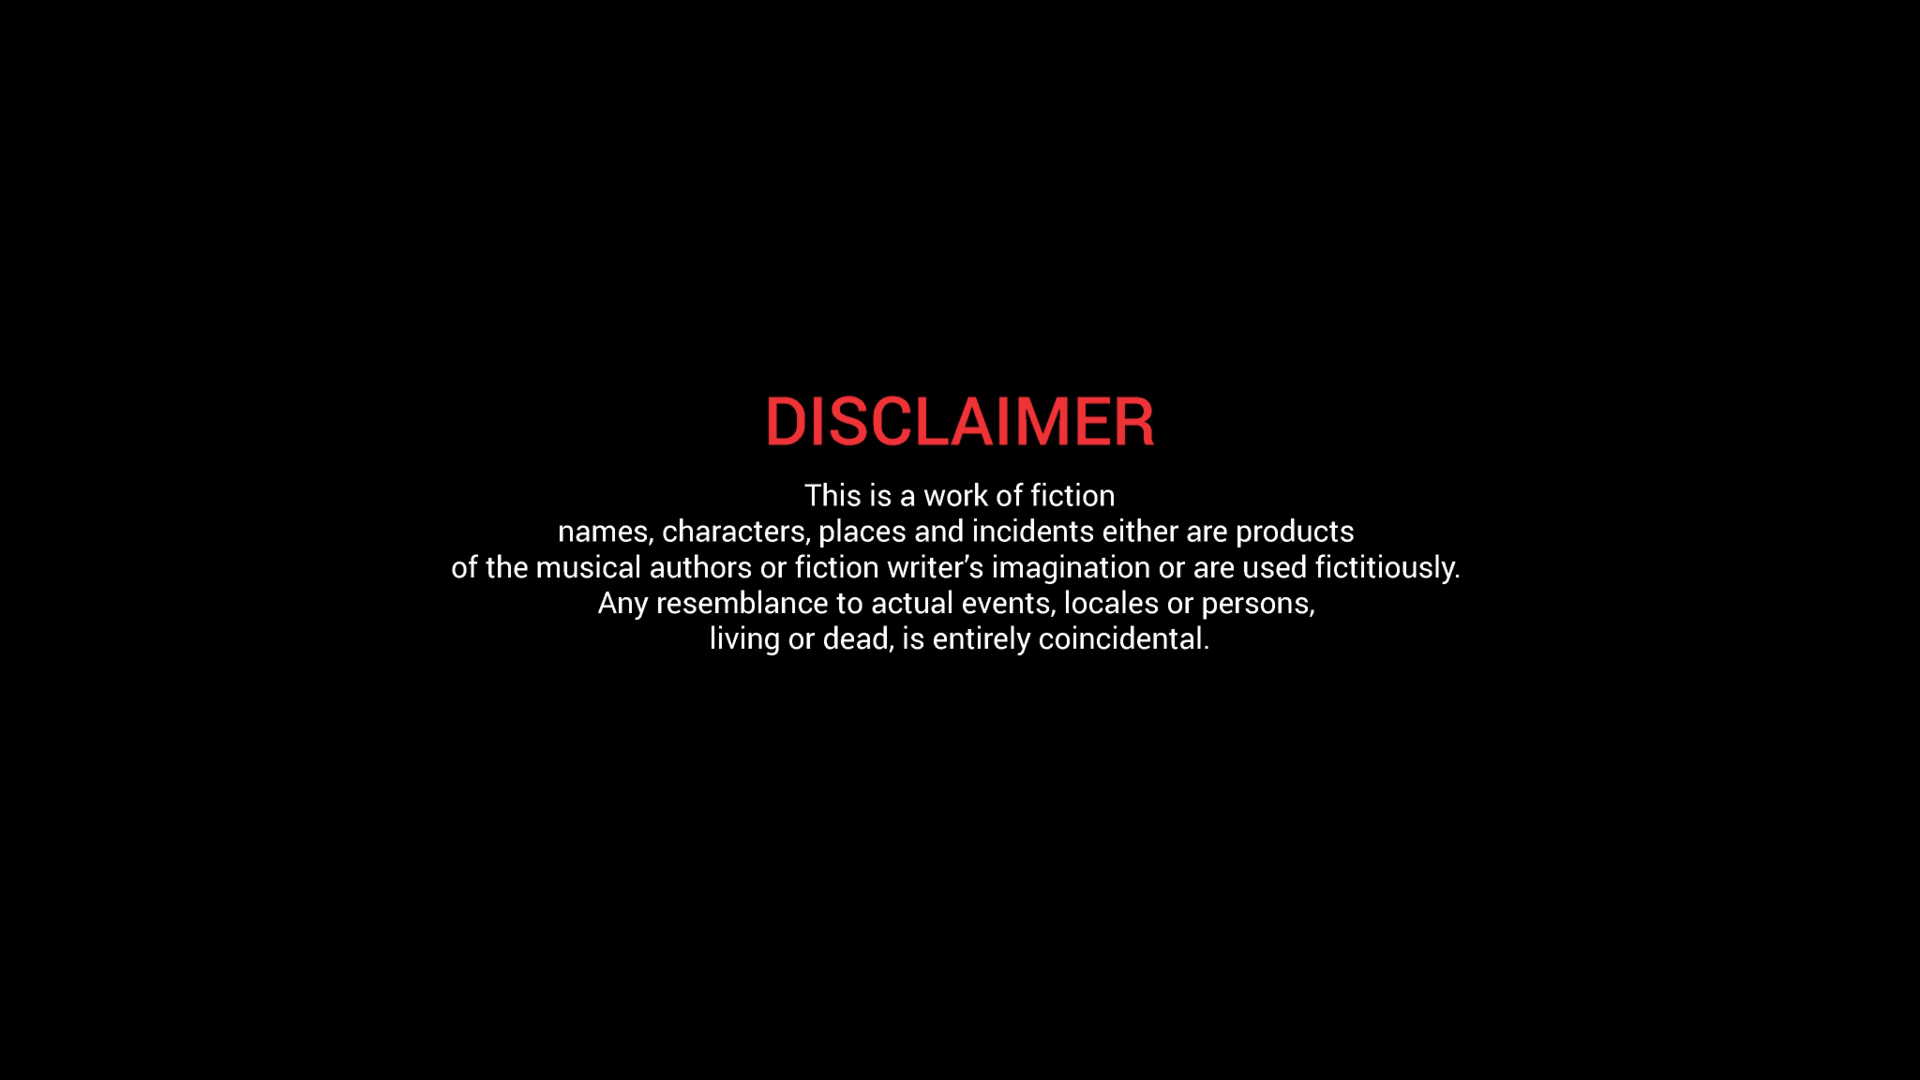 DISCLAIMER
This is a work of fiction
names, characters, places and incidents either are products
of the musical authors or fiction writer’s imagination or are used fictitiously.
Any resemblance to actual events, locales or persons,
living or dead, is entirely coincidental.